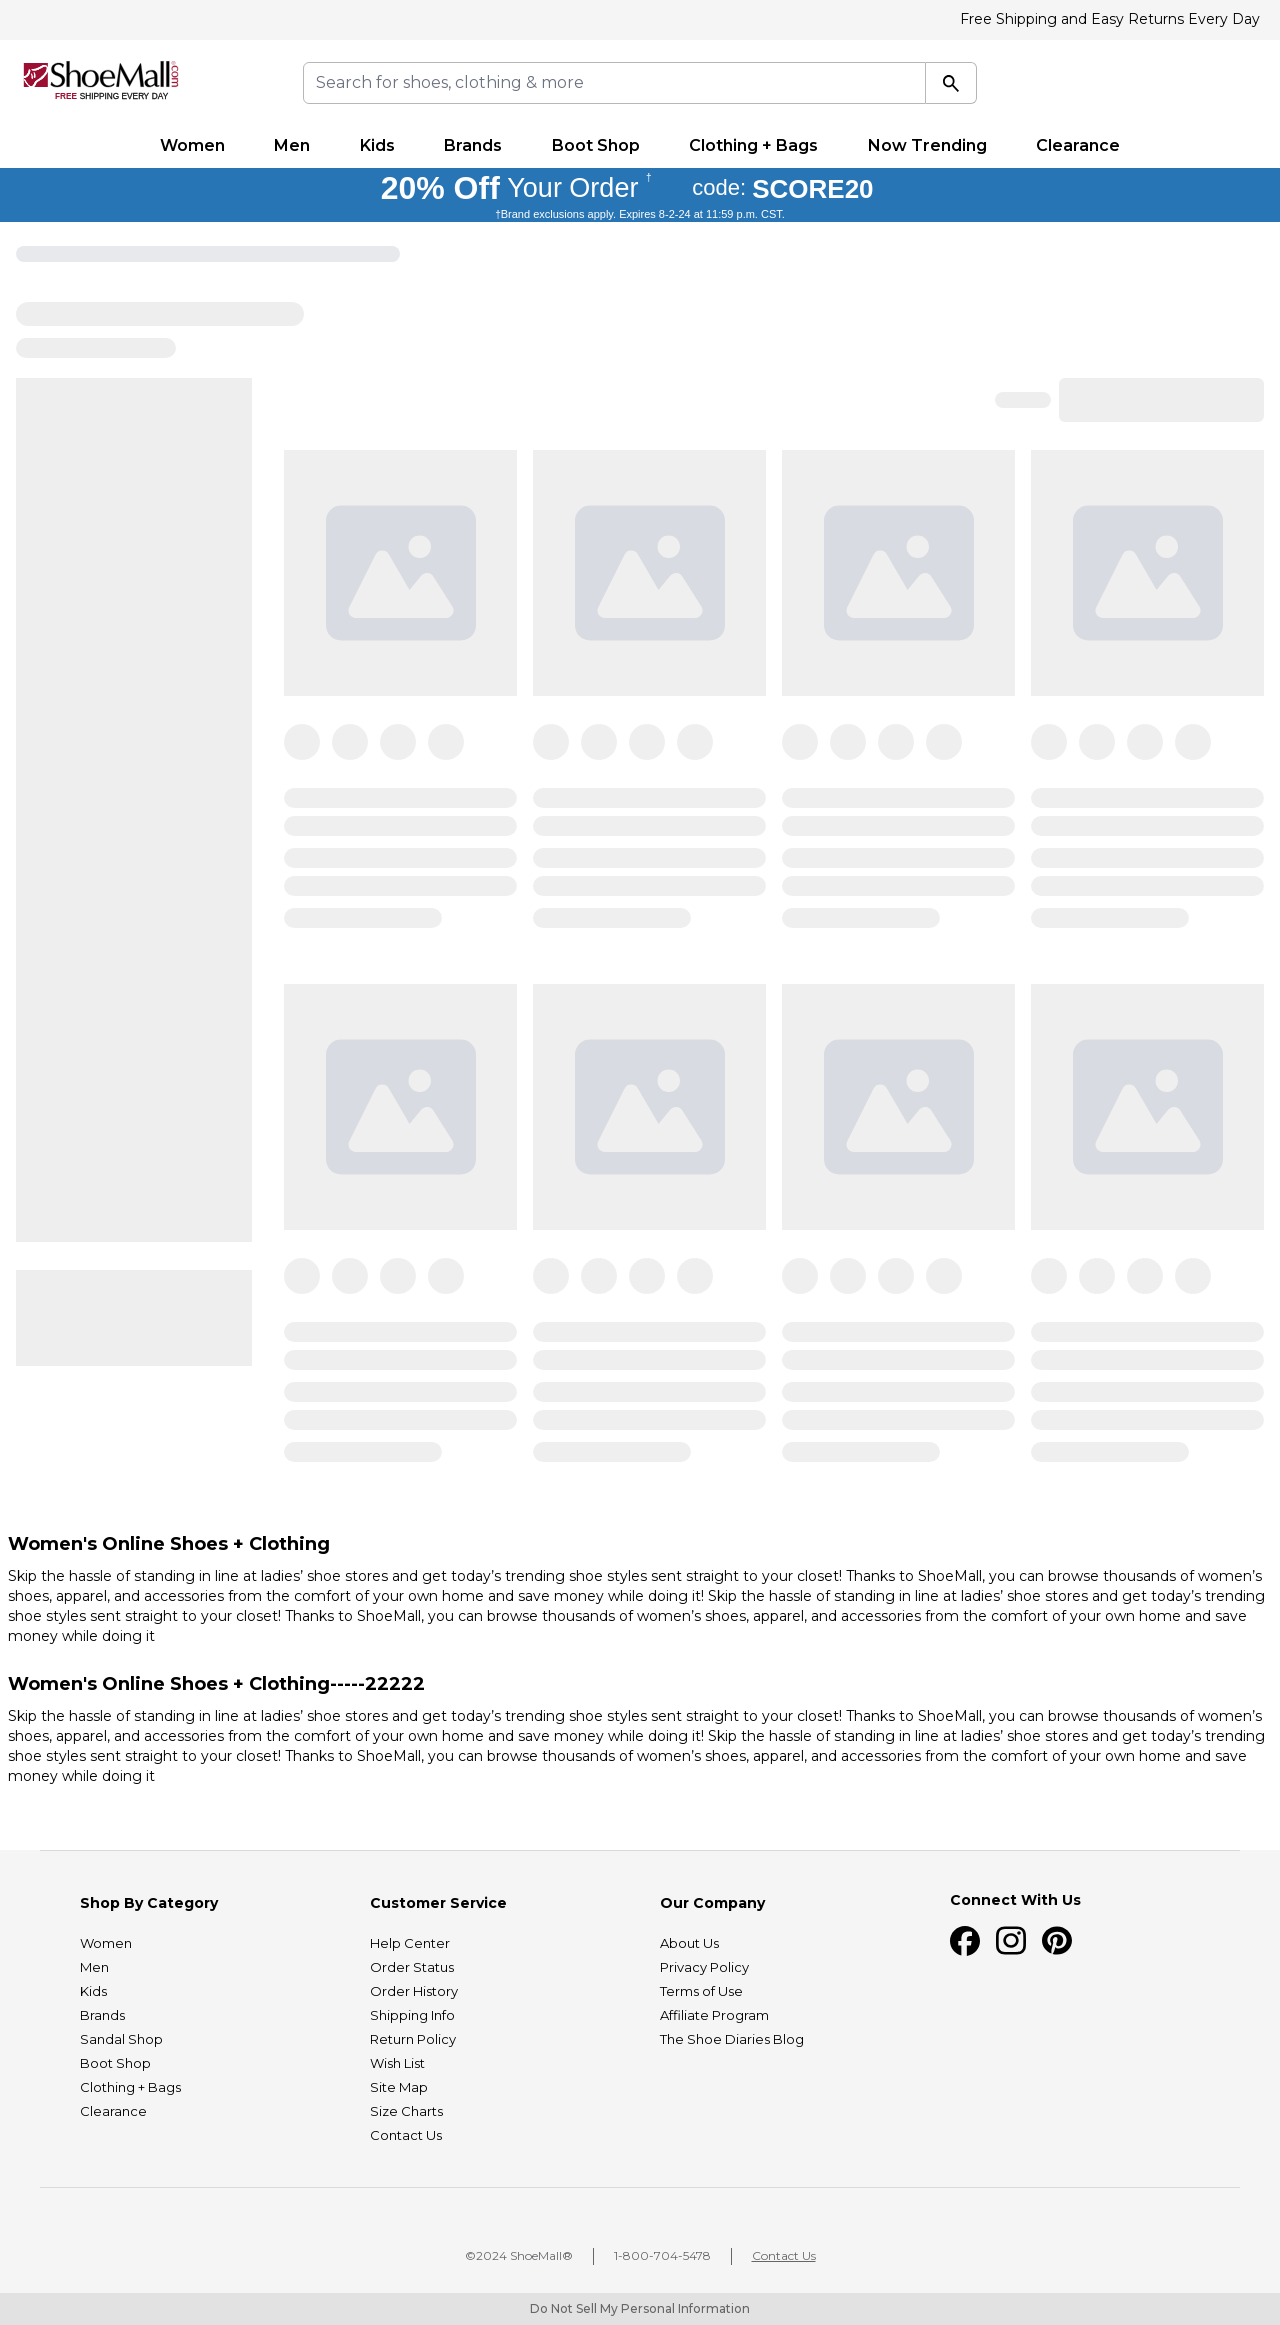 Free Shipping and Easy Returns Every Day
ShoeMall.com
FREE SHIPPING EVERY DAY
Search for shoes, clothing & more
Women Men Kids Brands Boot Shop Clothing + Bags Now Trending Clearance
20% Off Your Order † code: SCORE20
†Brand exclusions apply. Expires 8-2-24 at 11:59 p.m. CST.
Women's Online Shoes + Clothing
Skip the hassle of standing in line at ladies’ shoe stores and get today’s trending shoe styles sent straight to your closet! Thanks to ShoeMall, you can browse thousands of women’s
shoes, apparel, and accessories from the comfort of your own home and save money while doing it! Skip the hassle of standing in line at ladies’ shoe stores and get today’s trending
shoe styles sent straight to your closet! Thanks to ShoeMall, you can browse thousands of women’s shoes, apparel, and accessories from the comfort of your own home and save
money while doing it
Women's Online Shoes + Clothing-----22222
Skip the hassle of standing in line at ladies’ shoe stores and get today’s trending shoe styles sent straight to your closet! Thanks to ShoeMall, you can browse thousands of women’s
shoes, apparel, and accessories from the comfort of your own home and save money while doing it! Skip the hassle of standing in line at ladies’ shoe stores and get today’s trending
shoe styles sent straight to your closet! Thanks to ShoeMall, you can browse thousands of women’s shoes, apparel, and accessories from the comfort of your own home and save
money while doing it
Shop By Category
Women
Men
Kids
Brands
Sandal Shop
Boot Shop
Clothing + Bags
Clearance
Customer Service
Help Center
Order Status
Order History
Shipping Info
Return Policy
Wish List
Site Map
Size Charts
Contact Us
Our Company
About Us
Privacy Policy
Terms of Use
Affiliate Program
The Shoe Diaries Blog
Connect With Us
©2024 ShoeMall® 1-800-704-5478 Contact Us
Do Not Sell My Personal Information